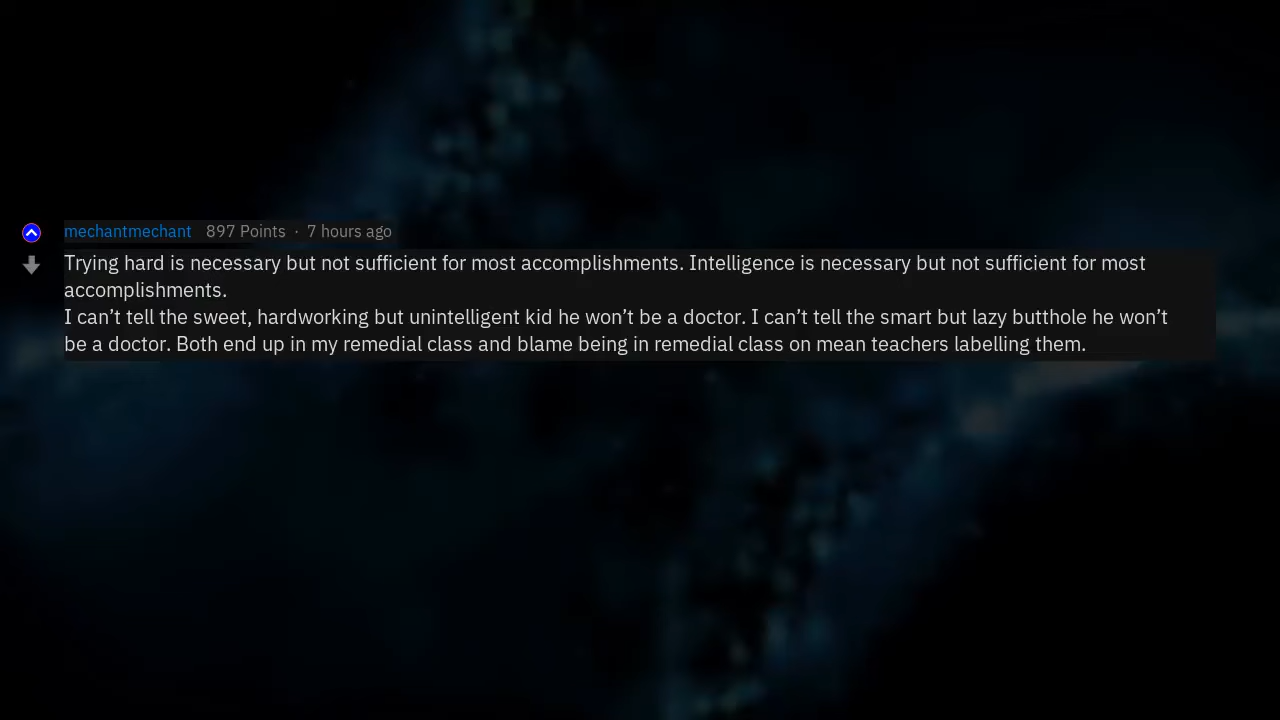 mechantmechant 897 Points · 7 hours ago
Trying hard is necessary but not sufficient for most accomplishments. Intelligence is necessary but not sufficient for most
accomplishments.
I can’t tell the sweet, hardworking but unintelligent kid he won’t be a doctor. I can’t tell the smart but lazy butthole he won’t
be a doctor. Both end up in my remedial class and blame being in remedial class on mean teachers labelling them.